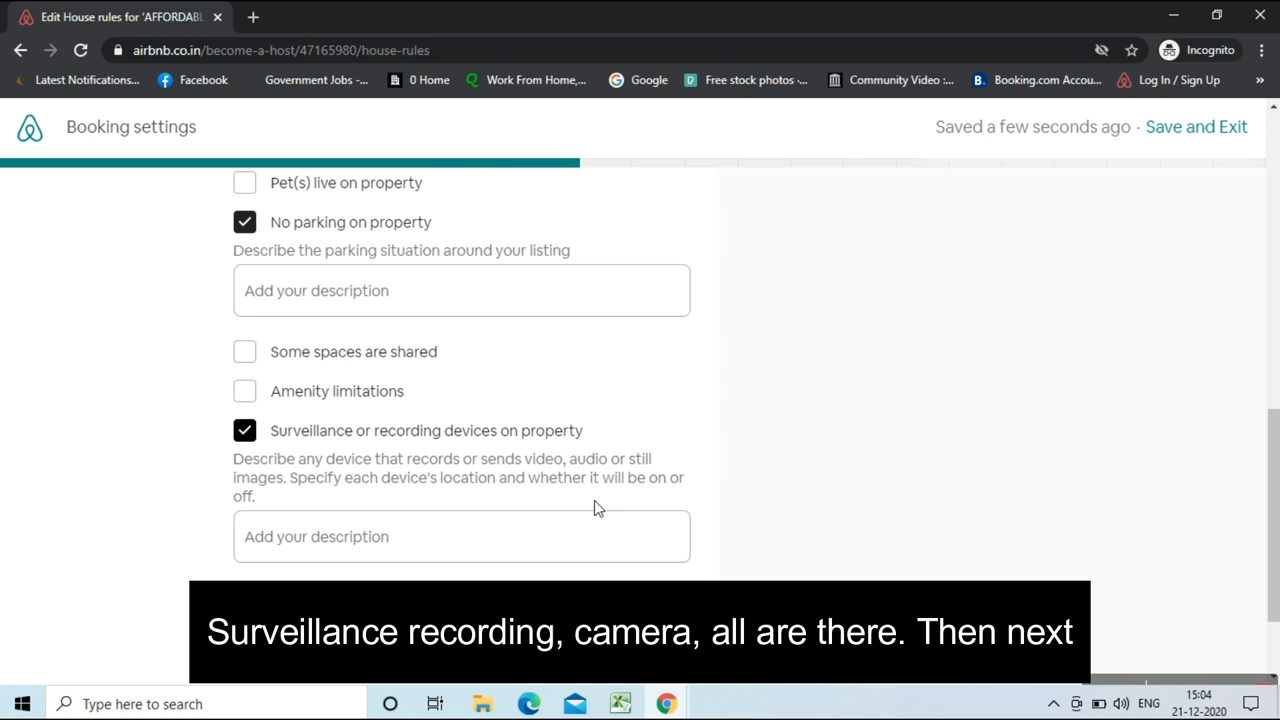 Edit House rules for 'AFFORDABL
airbnb.co.in/become-a-host/47165980/house-rules
Incognito
Latest Notifications...
Facebook
Government Jobs -...
0 Home
Work From Home,...
Google
Free stock photos -...
Community Video :...
B.
Booking.com Accou...
Log In / Sign Up
»
Booking settings
Saved a few seconds ago · Save and Exit
Pet(s) live on property
No parking on property
Describe the parking situation around your listing
Add your description
Some spaces are shared
Amenity limitations
Surveillance or recording devices on property
Describe any device that records or sends video, audio or still
images. Specify each device's location and whether it will be on or
off.
Add your description
Surveillance recording, camera, all are there. Then next
Type here to search
ENG
15:04
21-12-2020